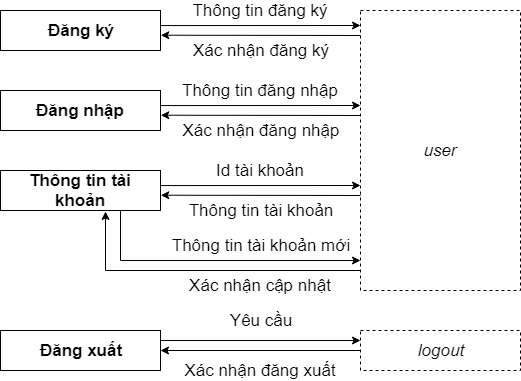 Thông tin đăng ký
Đăng ký
Xác nhận đăng ký
Thông tin đăng nhập
Đăng nhập
Xác nhận đăng nhập
user
Id tài khoản
Thông tin tài
khoản
Thông tin tài khoản
Thông tin tài khoản mới
Xác nhận cập nhật
Yêu cầu
Đăng xuất
logout
Xác nhận đăng xuất